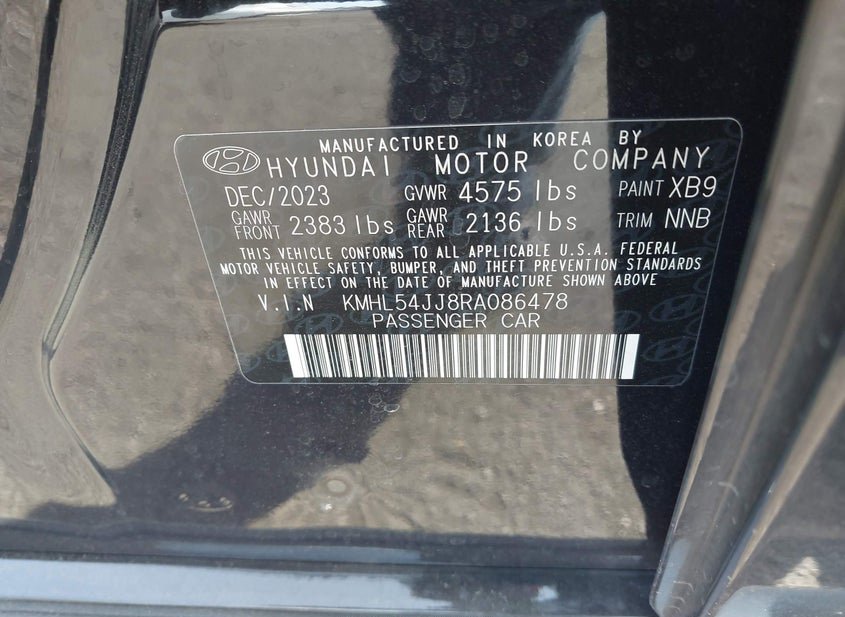 MANUFACTURED IN KOREA BY
HYUNDAI MOTOR COMPANY
DEC/2023 GVWR 4575 lbs PAINT XB9
GAWR FRONT 2383 lbs GAWR REAR 2136 lbs TRIM NNB
THIS VEHICLE CONFORMS TO ALL APPLICABLE U.S.A. FEDERAL
MOTOR VEHICLE SAFETY, BUMPER, AND THEFT PREVENTION STANDARDS
IN EFFECT ON THE DATE OF MANUFACTURE SHOWN ABOVE
V.I.N KMHL54JJ8RA086478
PASSENGER CAR